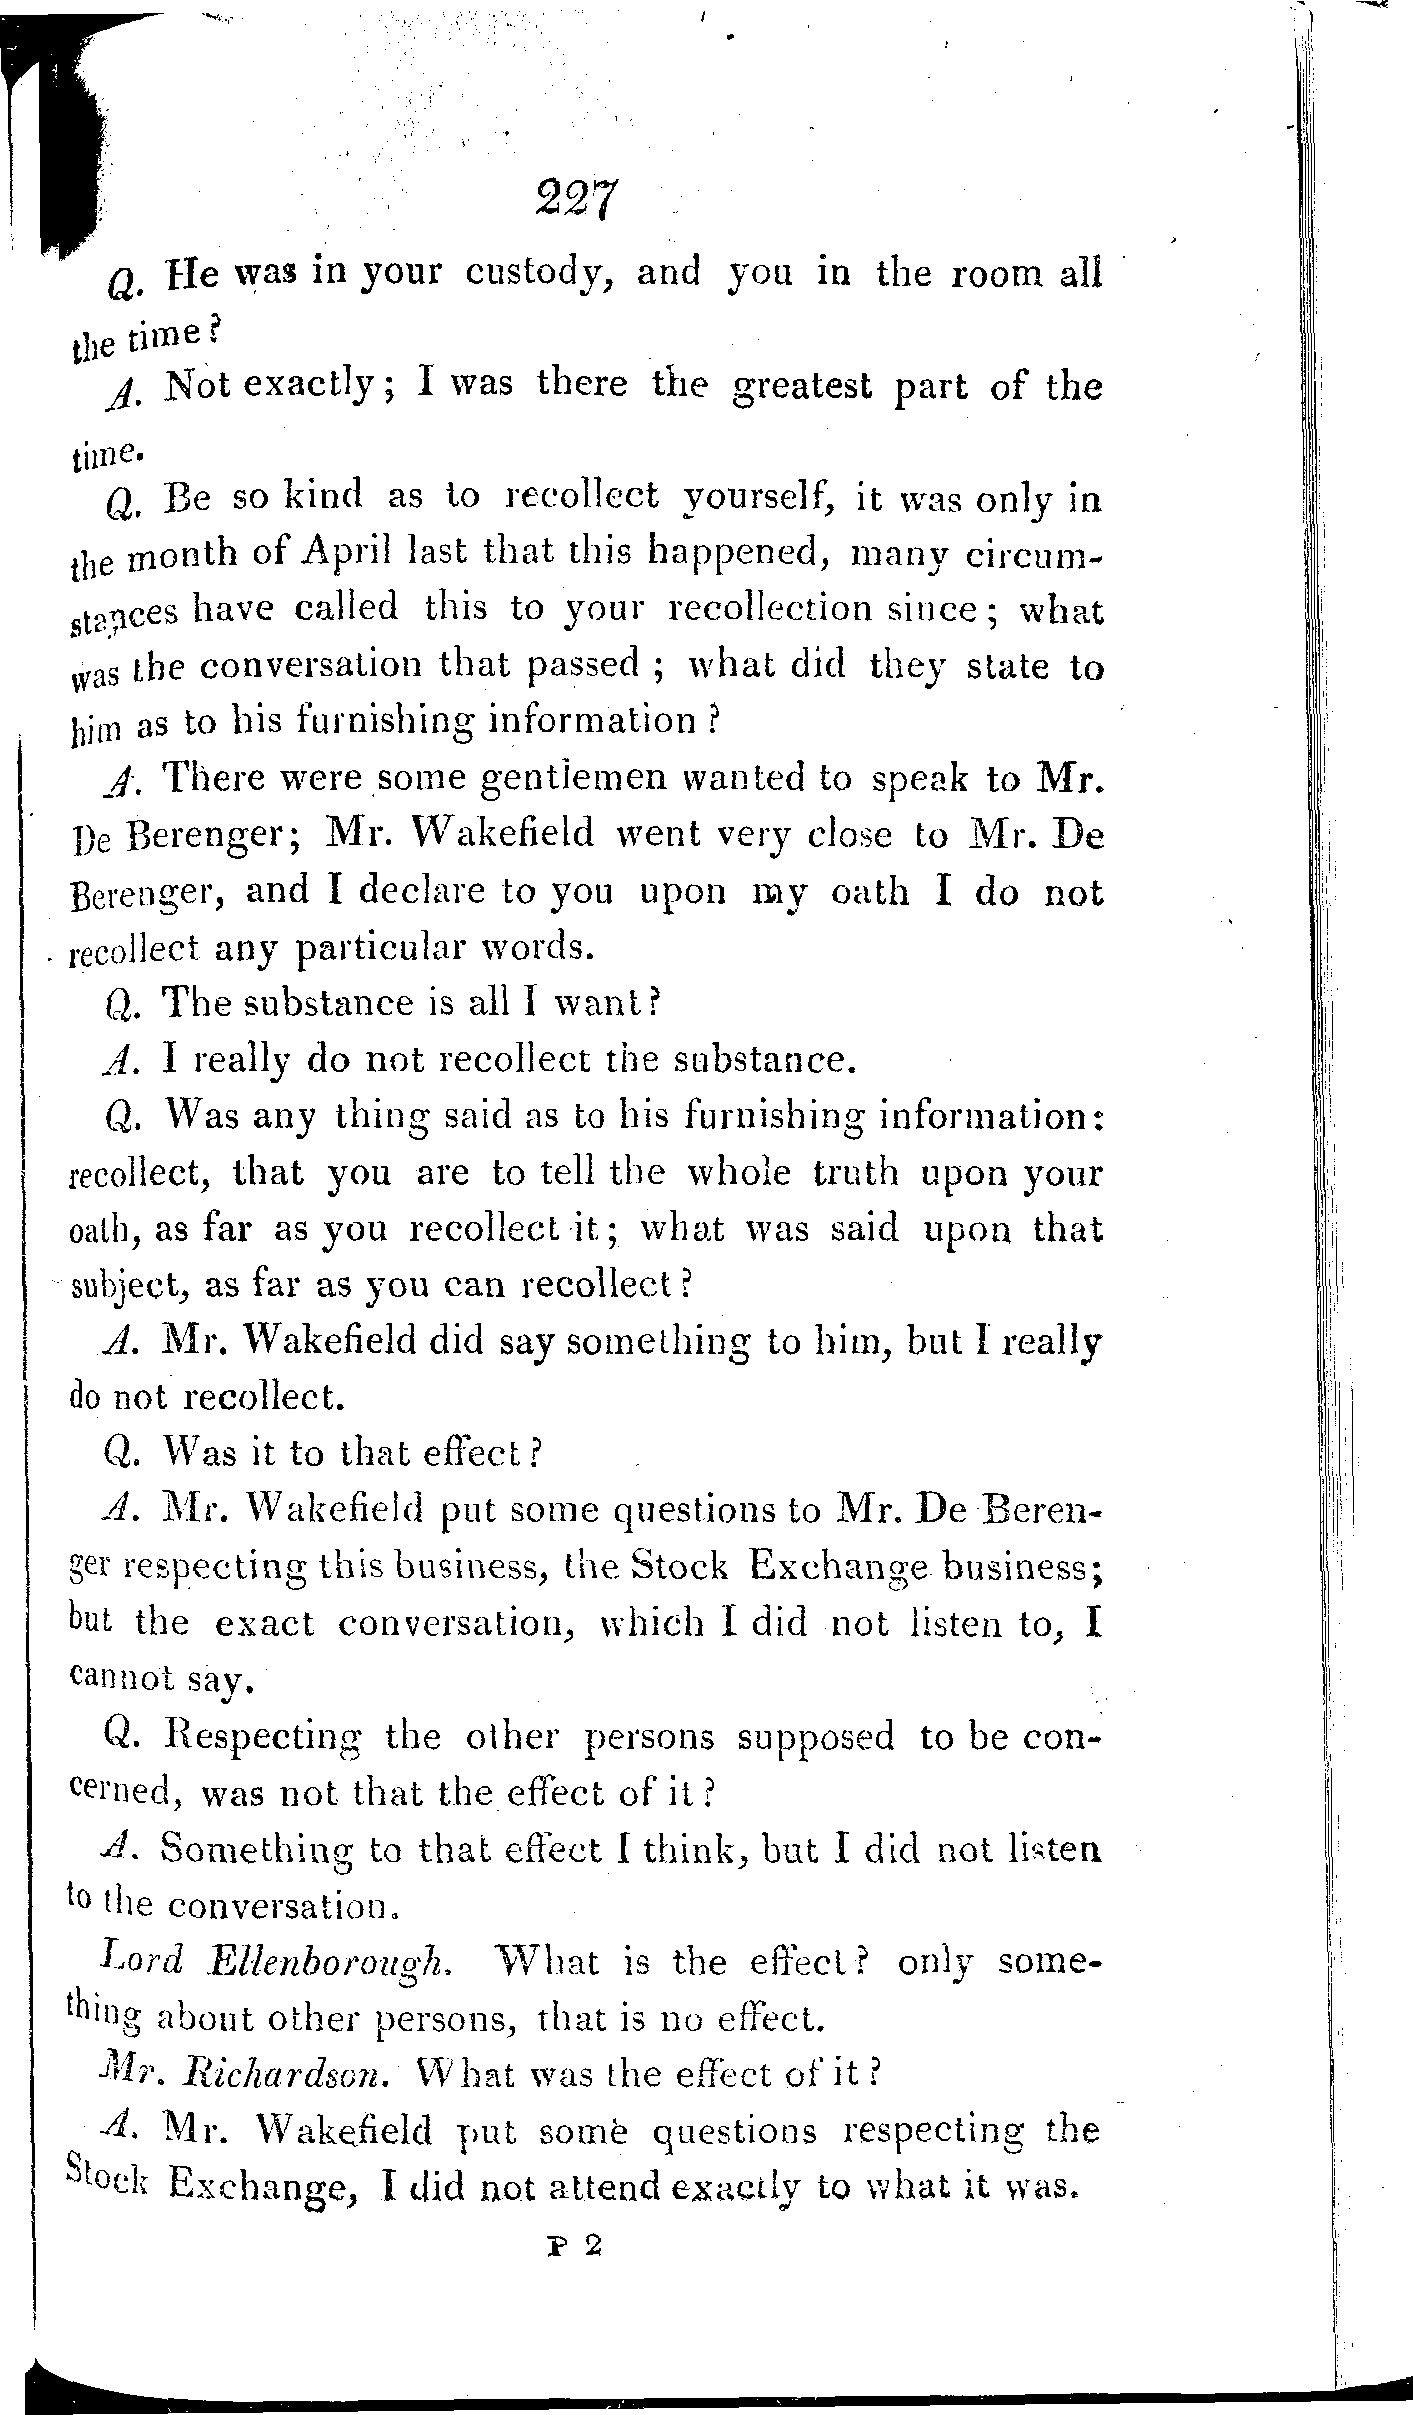 227
Q. He was in your custody, and you in the room all
the time?
A. Not exactly; I was there the greatest part of the
time.
Q. Be so kind as to recollect yourself, it was only in
the month of April last that this happened, many circum-
stances have called this to your recollection since; what
was the conversation that passed; what did they state to
him as to his furnishing information?
A. There were some gentlemen wanted to speak to Mr.
De Berenger; Mr. Wakefield went very close to Mr. De
Berenger, and I declare to you upon my oath I do not
recollect any particular words.
Q. The substance is all I want?
A. I really do not recollect the substance.
Q. Was any thing said as to his furnishing information:
recollect, that you are to tell the whole truth upon your
oath, as far as you recollect it; what was said upon that
subject, as far as you can recollect?
A. Mr. Wakefield did say something to him, but I really
do not recollect.
Q. Was it to that effect?
A. Mr. Wakefield put some questions to Mr. De Beren-
ger respecting this business, the Stock Exchange business;
but the exact conversation, which I did not listen to, I
cannot say.
Q. Respecting the other persons supposed to be con-
cerned, was not that the effect of it?
A. Something to that effect I think, but I did not listen
to the conversation.
Lord Ellenborough. What is the effect? only some-
thing about other persons, that is no effect.
Mr. Richardson. What was the effect of it?
A. Mr. Wakefield put some questions respecting the
Stock Exchange, I did not attend exactly to what it was.
P 2